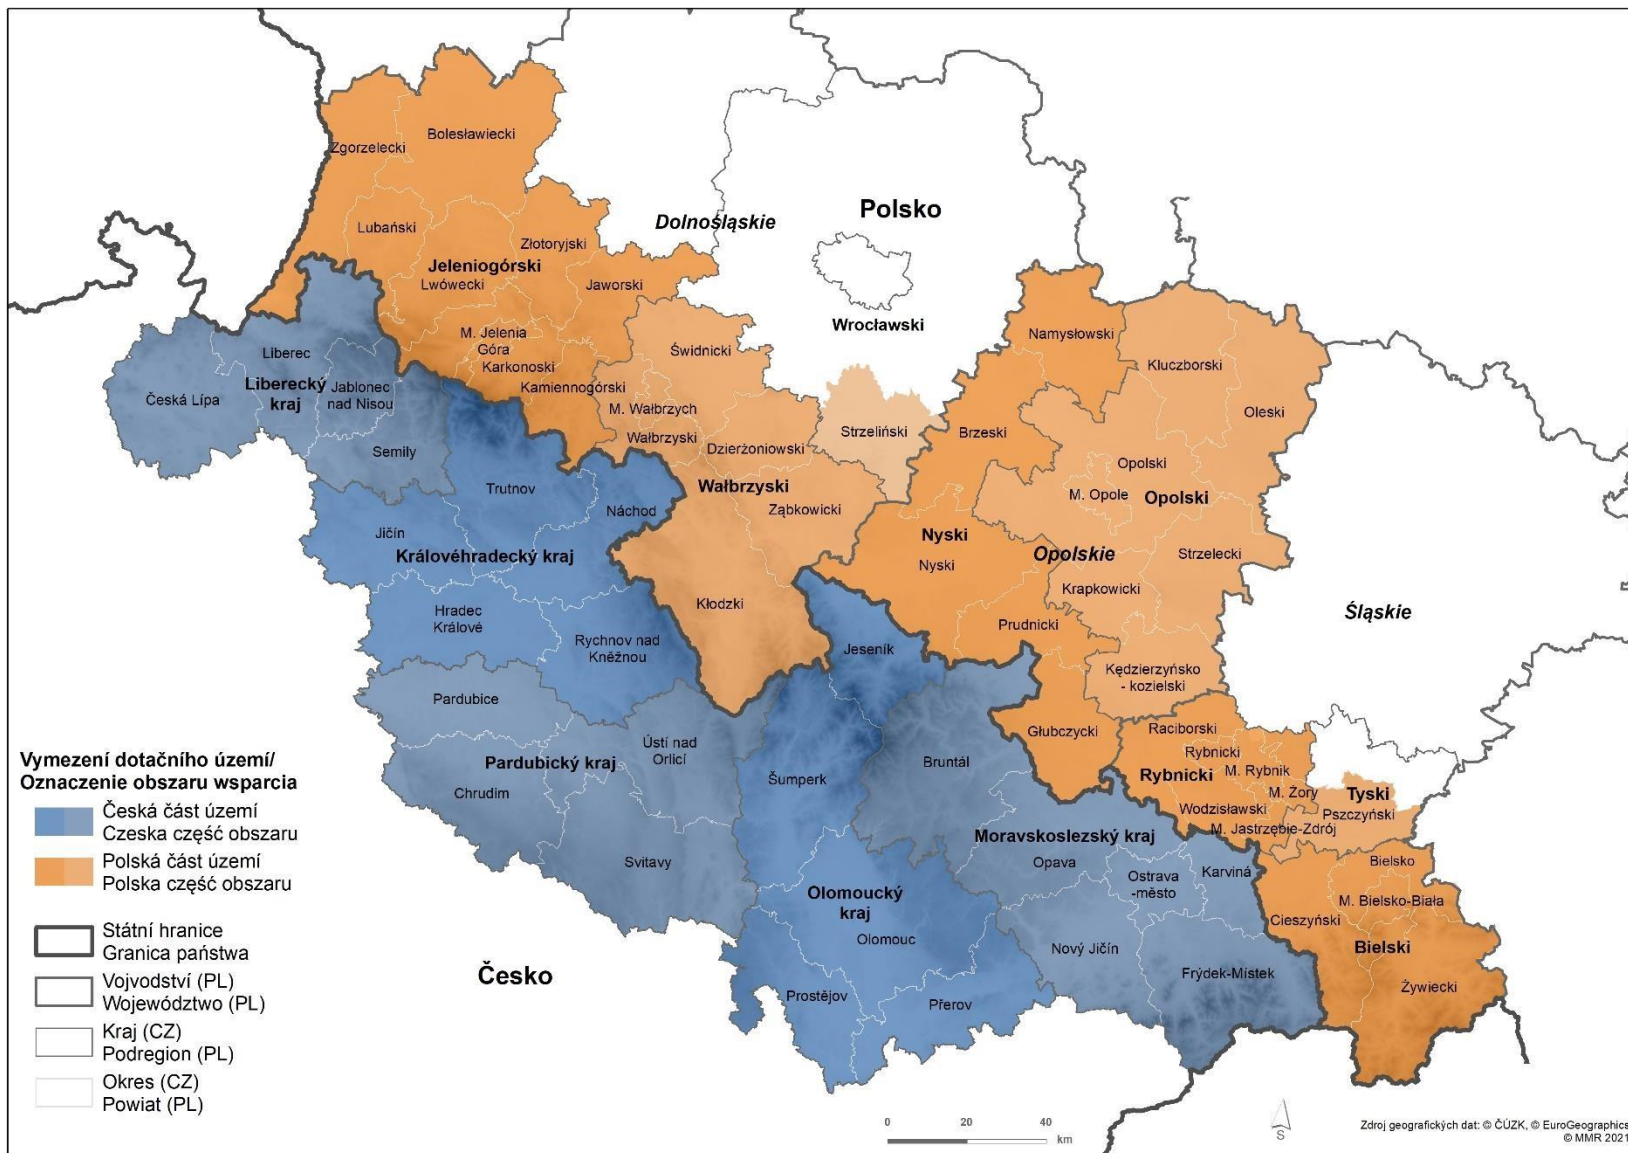 Bolesławiecki
Zgorzelecki
Polsko
Dolnośląskie
Lubański
Złotoryjski
Jeleniogórski
Lwówecki
Jaworski
Wrocławski
M. Jelenia
Góra
Karkonoski
Kamiennogórski
Świdnicki
Namysłowski
Kluczborski
Oleski
Liberec
Liberecký
kraj
Jablonec
nad Nisou
Česká Lípa
Semily
M. Wałbrzych
Wałbrzyski
Dzierżoniowski
Strzeliński
Brzeski
Opolski
M. Opole
Opolski
Wałbrzyski
Ząbkowicki
Trutnov
Náchod
Jičín
Královéhradecký kraj
Nyski
Nyski
Opolskie
Strzelecki
Krapkowicki
Kłodzki
Hradec
Králové
Rychnov nad
Kněžnou
Prudnicki
Śląskie
Jeseník
Kędzierzyńsko
- kozielski
Pardubice
Głubczycki
Raciborski
Rybnicki
Rybnicki
M. Rybnik
M. Żory
Tyski
Pszczyński
Wodzisławski
M. Jastrzębie-Zdrój
Ústí nad
Orlicí
Pardubický kraj
Chrudim
Šumperk
Bruntál
Moravskoslezský kraj
Opava
Ostrava
-město
Karviná
Bielsko
M. Bielsko-Biała
Cieszyński
Bielski
Żywiecki
Svitavy
Olomoucký
kraj
Olomouc
Nový Jičín
Frýdek-Místek
Prostějov
Přerov
Česko
Vymezení dotačního území/
Oznaczenie obszaru wsparcia
Česká část území
Czeska część obszaru
Polská část území
Polska część obszaru
Státní hranice
Granica państwa
Vojvodství (PL)
Województwo (PL)
Kraj (CZ)
Podregion (PL)
Okres (CZ)
Powiat (PL)
0 20 40
km
S
Zdroj geografických dat: © ČÚZK, © EuroGeographics
© MMR 2021